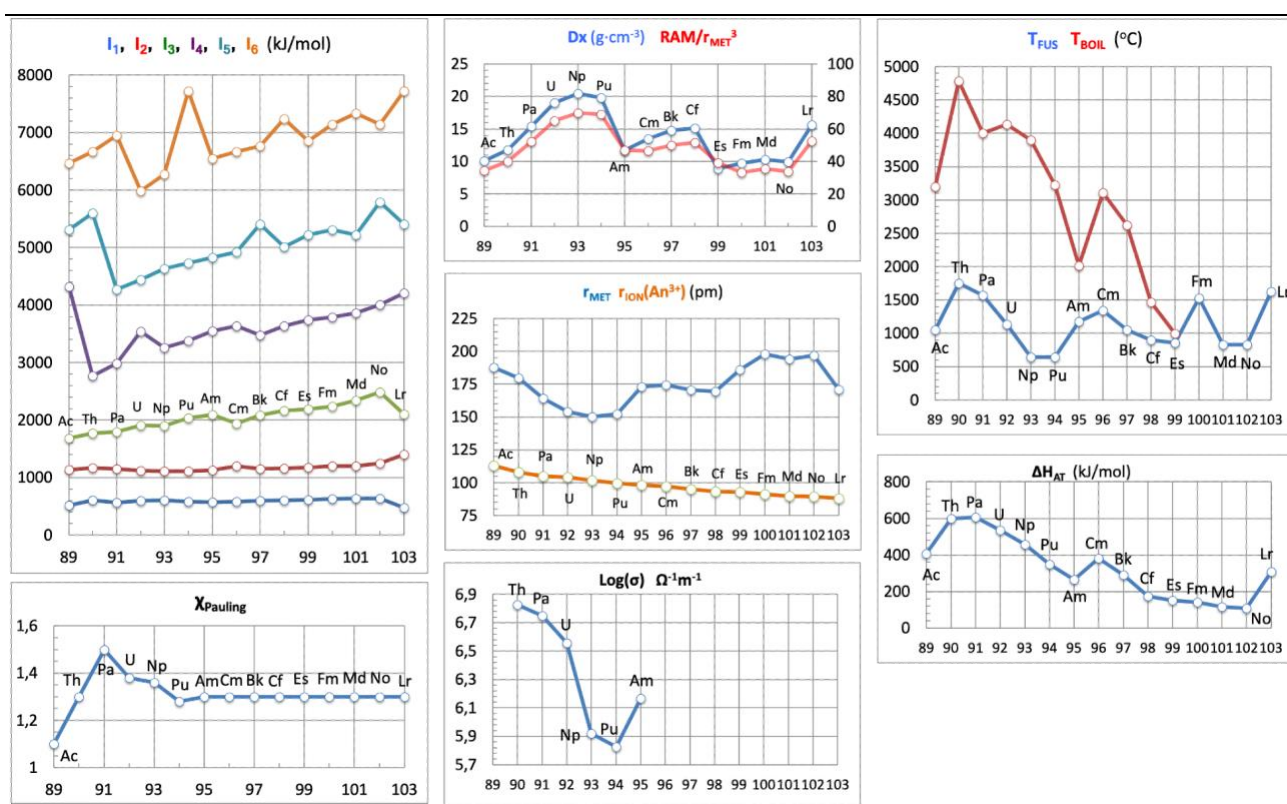 I₁, I₂, I₃, I₄, I₅, I₆ (kJ/mol)
8000
7000
6000
5000
4000
3000
2000
1000
0
Ac Th Pa U Np Pu Am Cm Bk Cf Es Fm Md No Lr
89 91 93 95 97 99 101 103
χPauling
1,6
1,4
1,2
1
Ac Th Pa U Np Pu Am Cm Bk Cf Es Fm Md No Lr
89 91 93 95 97 99 101 103
Dx (g·cm⁻³) RAM/rMET³
25 100
20 80
15 60
10 40
5 20
0 0
Ac Th Pa U Np Pu Am Cm Bk Cf Es Fm Md No Lr
89 91 93 95 97 99 101 103
rMET rION(An³⁺) (pm)
225
200
175
150
125
100
75
Ac Th Pa U Np Pu Am Cm Bk Cf Es Fm Md No Lr
89 90 91 92 93 94 95 96 97 98 99 100 101 102 103
Log(σ) Ω⁻¹m⁻¹
6,9
6,7
6,5
6,3
6,1
5,9
5,7
Th Pa U Np Pu Am
89 90 91 92 93 94 95 96 97 98 99 100 101 102 103
TFUS TBOIL (°C)
5000
4500
4000
3500
3000
2500
2000
1500
1000
500
0
Ac Th Pa U Np Pu Am Cm Bk Cf Es Fm Md No Lr
89 90 91 92 93 94 95 96 97 98 99 100 101 102 103
ΔHAT (kJ/mol)
800
600
400
200
0
Ac Th Pa U Np Pu Am Cm Bk Cf Es Fm Md No Lr
89 90 91 92 93 94 95 96 97 98 99 100 101 102 103